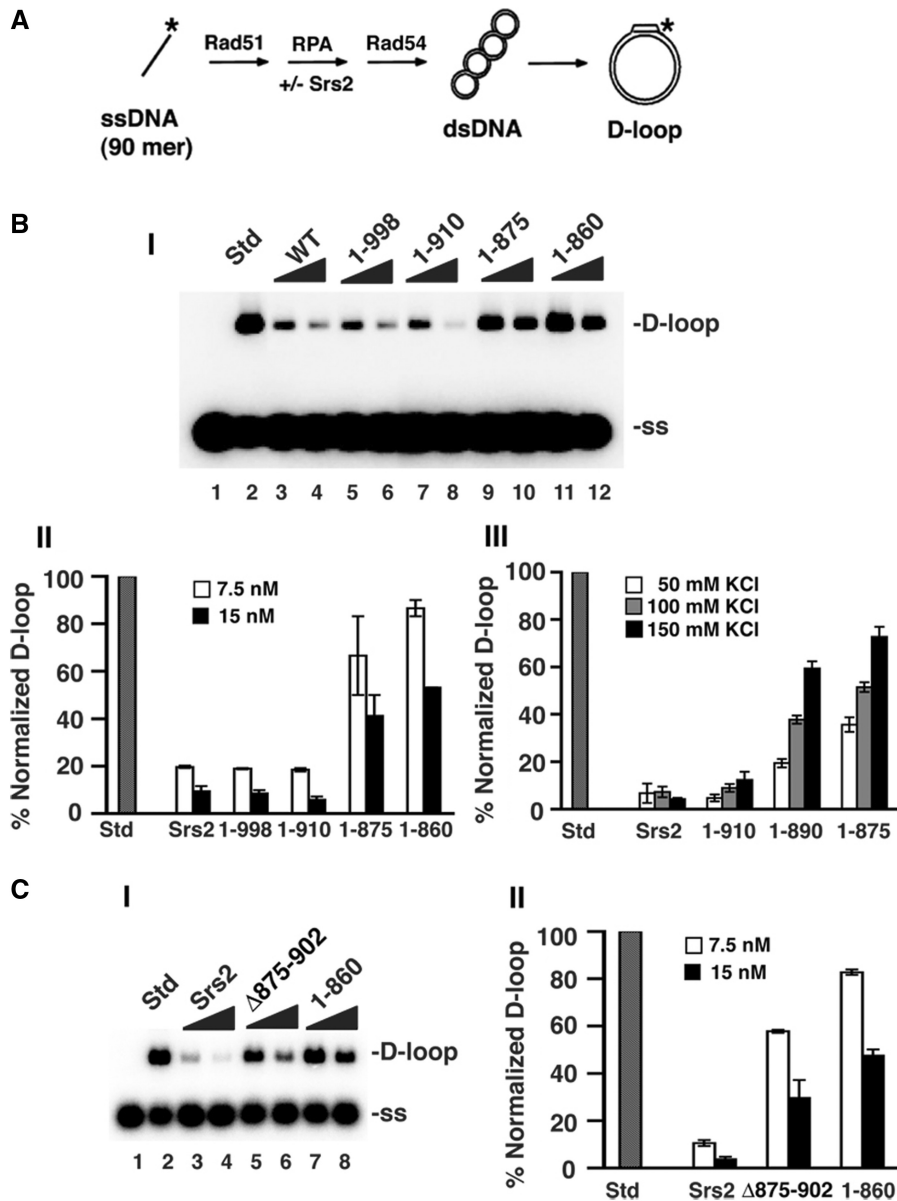 A
*
Rad51 RPA Rad54
+/- Srs2
*
ssDNA
(90 mer)
dsDNA
D-loop
B
I
Std WT 1-998 1-910 1-875 1-860
-D-loop
-ss
1 2 3 4 5 6 7 8 9 10 11 12
II
% Normalized D-loop
100
80
60
40
20
0
7.5 nM
15 nM
Std Srs2 1-998 1-910 1-875 1-860
III
% Normalized D-loop
100
80
60
40
20
0
50 mM KCl
100 mM KCl
150 mM KCl
Std Srs2 1-910 1-890 1-875
C
I
Std Srs2 Δ875-902 1-860
-D-loop
-ss
1 2 3 4 5 6 7 8
II
% Normalized D-loop
100
80
60
40
20
0
7.5 nM
15 nM
Std Srs2 Δ875-902 1-860